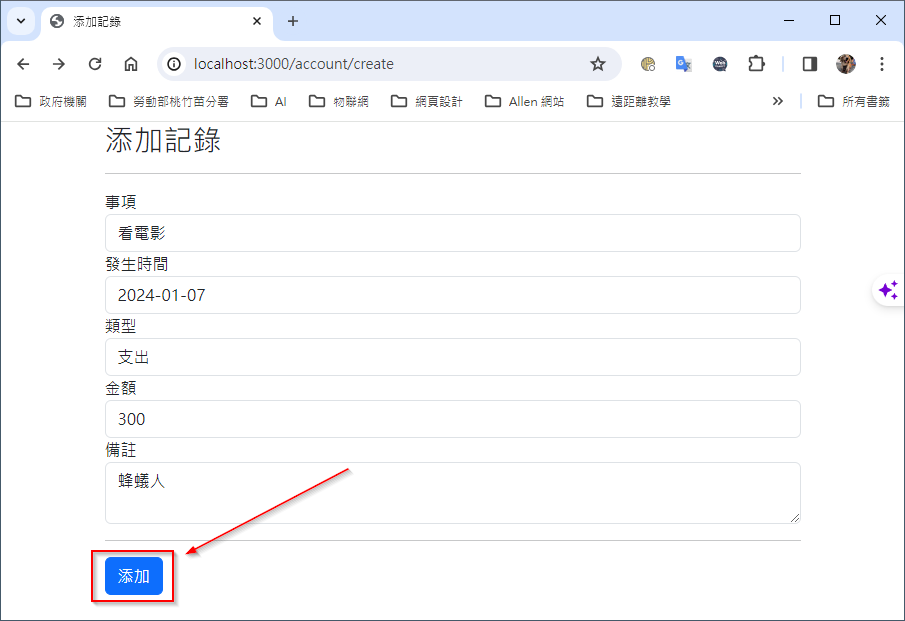 添加記錄
localhost:3000/account/create
政府機關
勞動部桃竹苗分署
AI
物聯網
網頁設計
Allen 網站
遠距離教學
所有書籤
添加記錄
事項
看電影
發生時間
2024-01-07
類型
支出
金額
300
備註
蜂蟻人
添加